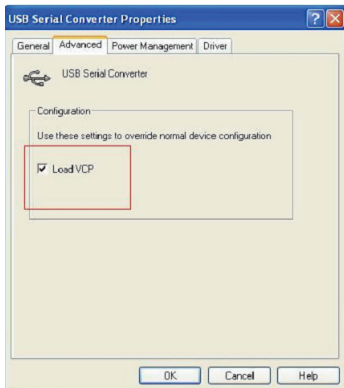 USB Serial Converter Properties
General Advanced Power Management Driver
USB Serial Converter
Configuration
Use these settings to override normal device configuration
Load VCP
OK Cancel Help